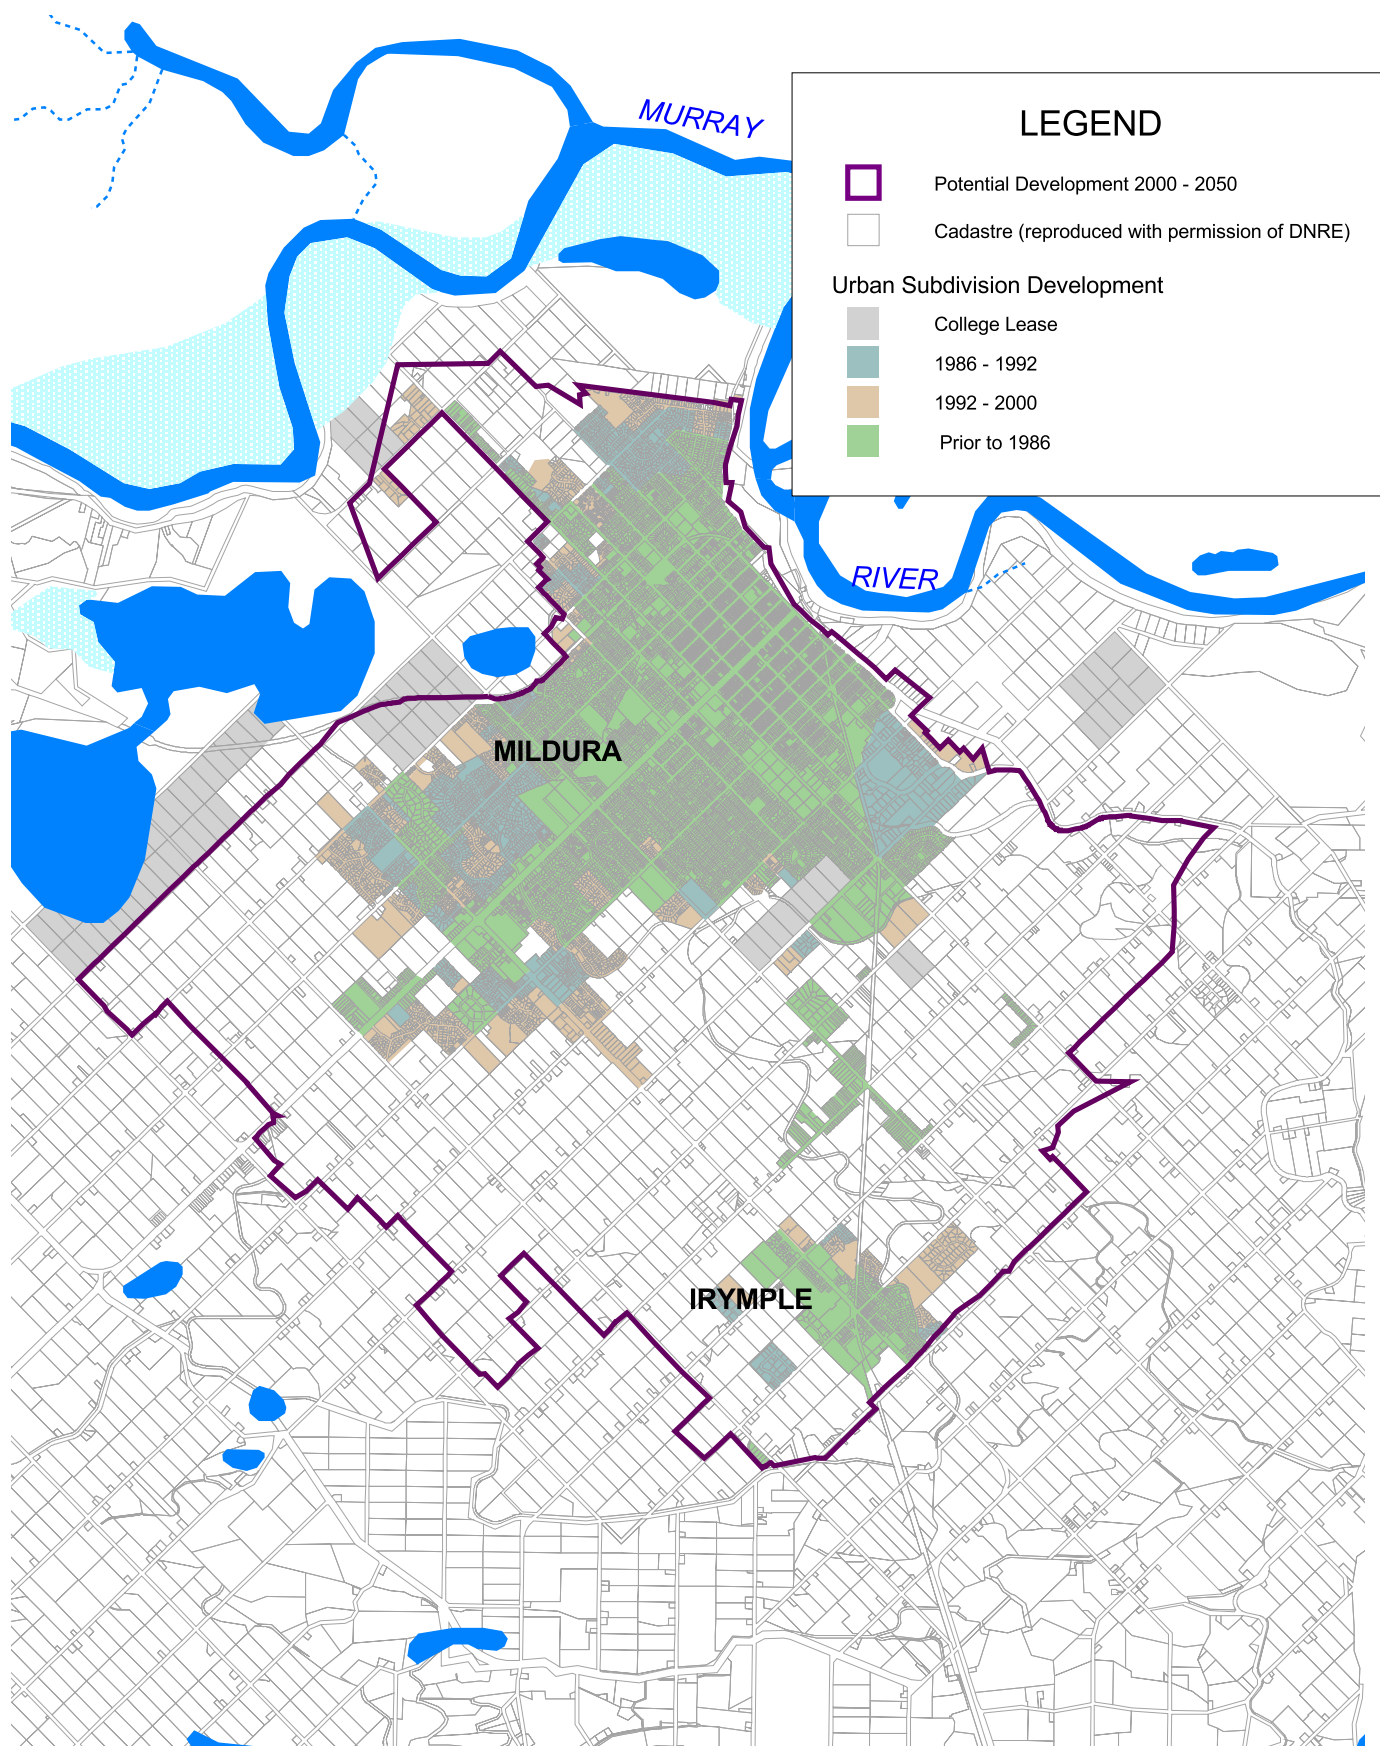 MURRAY
LEGEND
Potential Development 2000 - 2050
Cadastre (reproduced with permission of DNRE)
Urban Subdivision Development
College Lease
1986 - 1992
1992 - 2000
Prior to 1986
RIVER
MILDURA
IRYMPLE